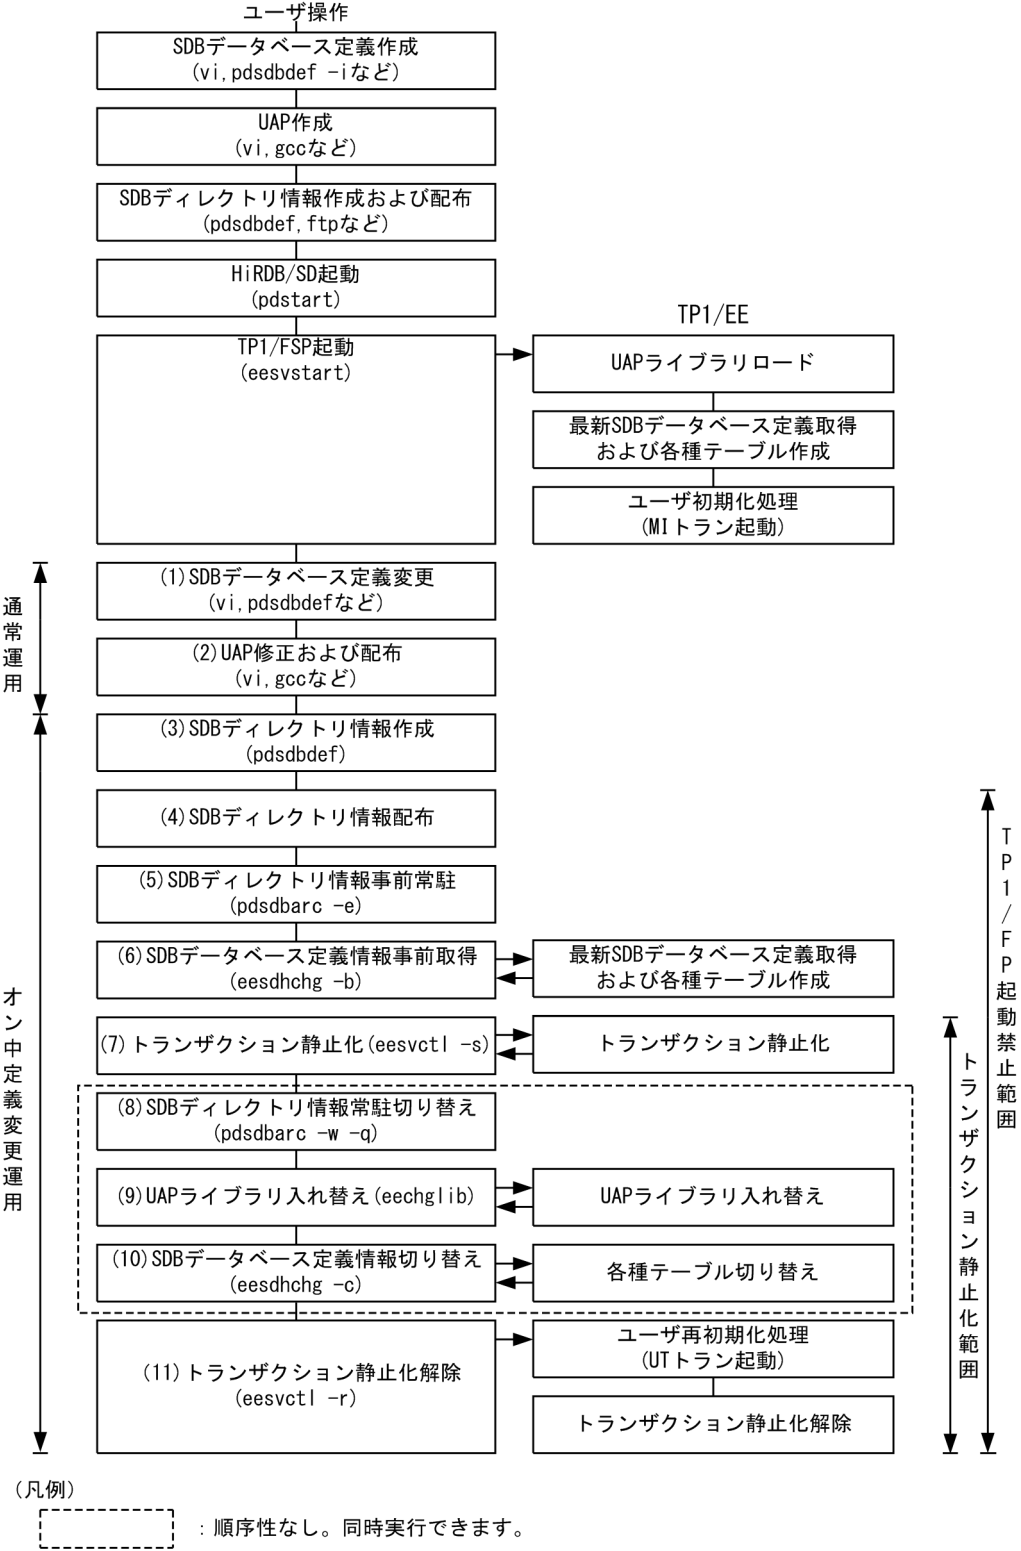 ユーザ操作
SDBデータベース定義作成
(vi,pdsdbdef -iなど)
UAP作成
(vi,gccなど)
SDBディレクトリ情報作成および配布
(pdsdbdef,ftpなど)
HiRDB/SD起動
(pdstart)
TP1/FSP起動
(eesvstart)
TP1/EE
UAPライブラリロード
最新SDBデータベース定義取得
および各種テーブル作成
ユーザ初期化処理
(MIトラン起動)
通常運用
(1)SDBデータベース定義変更
(vi,pdsdbdefなど)
(2)UAP修正および配布
(vi,gccなど)
オン中定義変更運用
(3)SDBディレクトリ情報作成
(pdsdbdef)
(4)SDBディレクトリ情報配布
(5)SDBディレクトリ情報事前常駐
(pdsdbarc -e)
(6)SDBデータベース定義情報事前取得
(eesdhchg -b)
最新SDBデータベース定義取得
および各種テーブル作成
(7)トランザクション静止化(eesvctl -s)
トランザクション静止化
(8)SDBディレクトリ情報常駐切り替え
(pdsdbarc -w -q)
(9)UAPライブラリ入れ替え(eechglib)
UAPライブラリ入れ替え
(10)SDBデータベース定義情報切り替え
(eesdhchg -c)
各種テーブル切り替え
(11)トランザクション静止化解除
(eesvctl -r)
ユーザ再初期化処理
(UTトラン起動)
トランザクション静止化解除
トランザクション静止化範囲
TP1/FP起動禁止範囲
(凡例)
:順序性なし。同時実行できます。